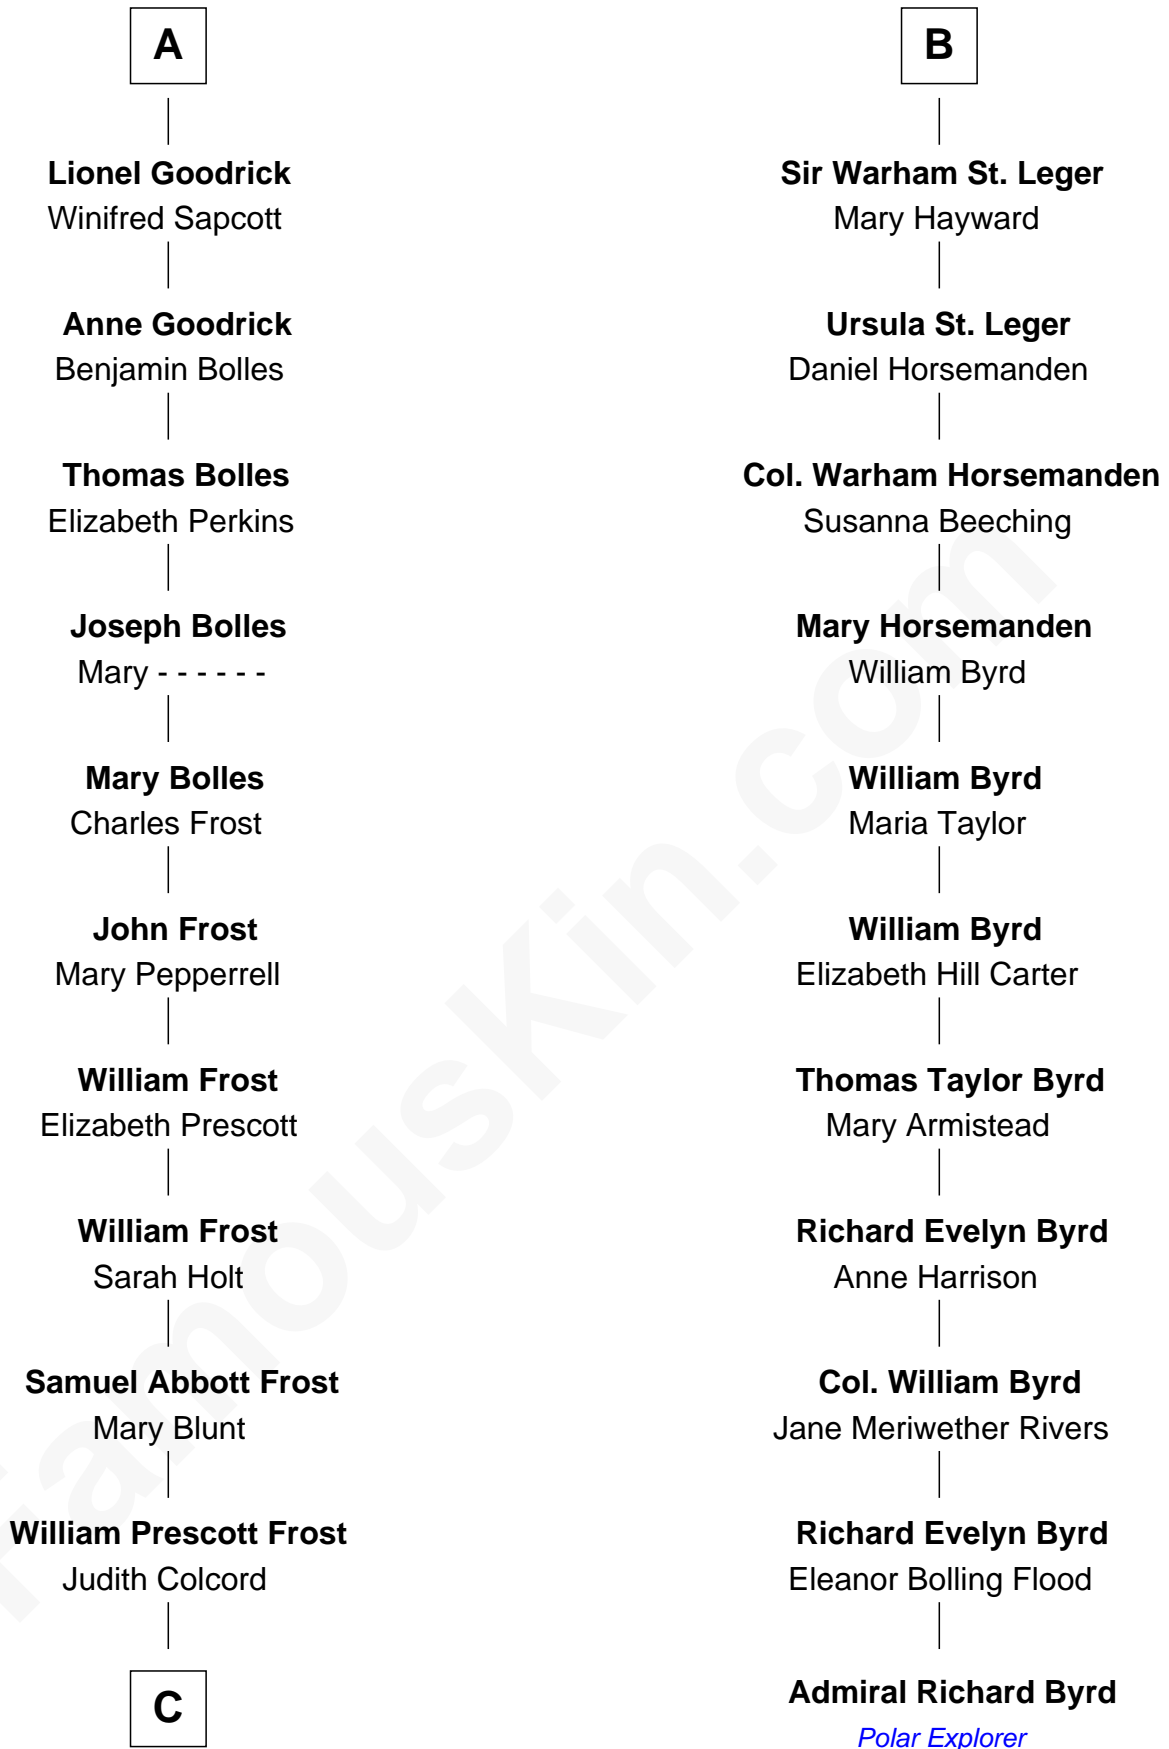 A
Lionel Goodrick
Winifred Sapcott
Anne Goodrick
Benjamin Bolles
Thomas Bolles
Elizabeth Perkins
Joseph Bolles
Mary - - - - - -
Mary Bolles
Charles Frost
John Frost
Mary Pepperrell
William Frost
Elizabeth Prescott
William Frost
Sarah Holt
Samuel Abbott Frost
Mary Blunt
William Prescott Frost
Judith Colcord
C
B
Sir Warham St. Leger
Mary Hayward
Ursula St. Leger
Daniel Horsemanden
Col. Warham Horsemanden
Susanna Beeching
Mary Horsemanden
William Byrd
William Byrd
Maria Taylor
William Byrd
Elizabeth Hill Carter
Thomas Taylor Byrd
Mary Armistead
Richard Evelyn Byrd
Anne Harrison
Col. William Byrd
Jane Meriwether Rivers
Richard Evelyn Byrd
Eleanor Bolling Flood
Admiral Richard Byrd
Polar Explorer
FamousKin.com